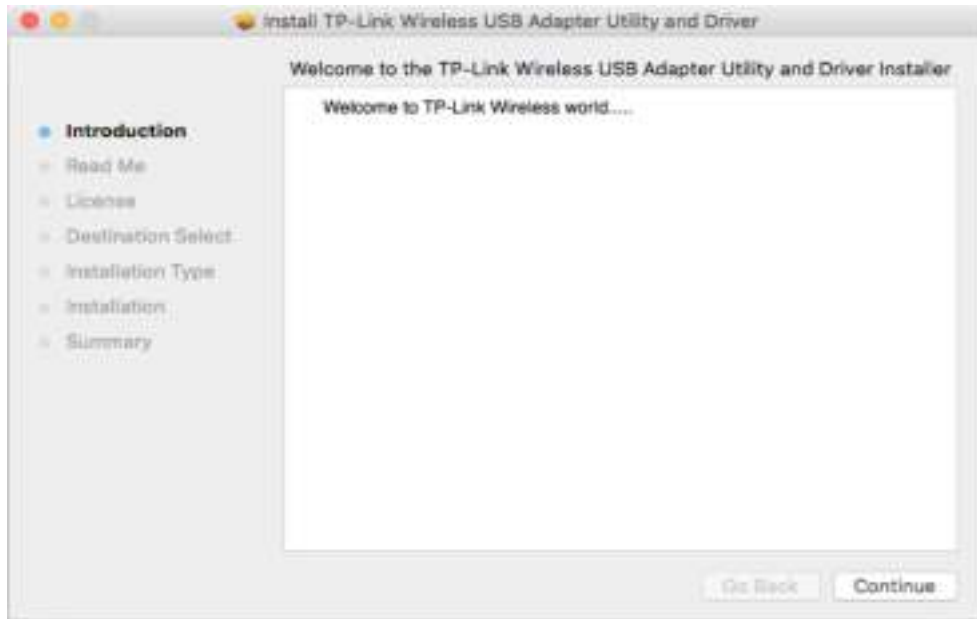 Install TP-Link Wireless USB Adapter Utility and Driver
Welcome to the TP-Link Wireless USB Adapter Utility and Driver Installer
Welcome to TP-Link Wireless world.....
Introduction
Read Me
License
Destination Select
Installation Type
Installation
Summary
Go Back
Continue